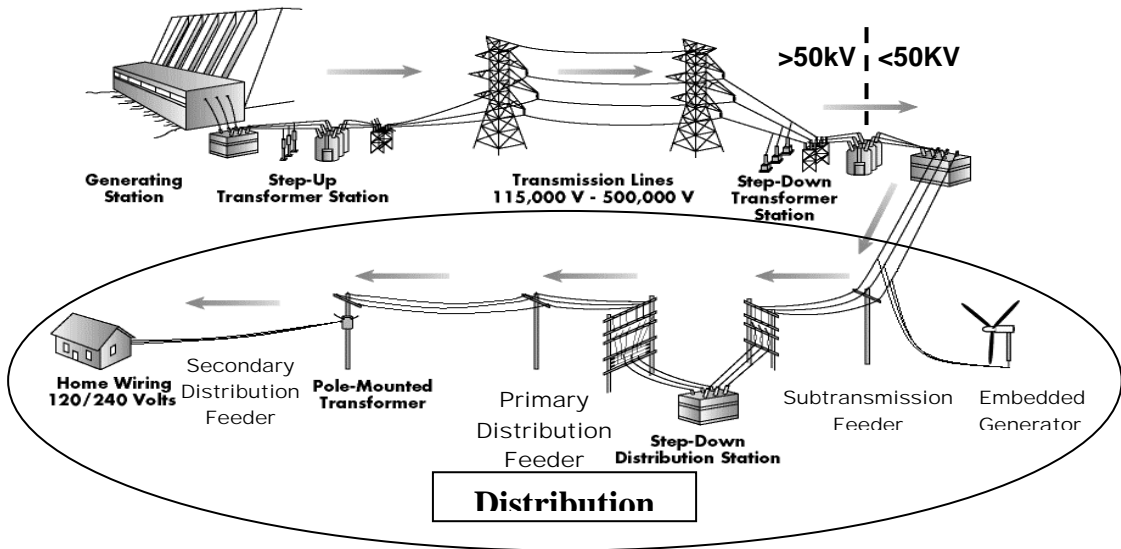 >50kV <50KV
Generating
Station
Step-Up
Transformer Station
Transmission Lines
115,000 V - 500,000 V
Step-Down
Transformer
Station
Home Wiring
120/240 Volts
Secondary
Distribution
Feeder
Pole-Mounted
Transformer
Primary
Distribution
Feeder
Step-Down
Distribution Station
Subtransmission
Feeder
Embedded
Generator
Distribution